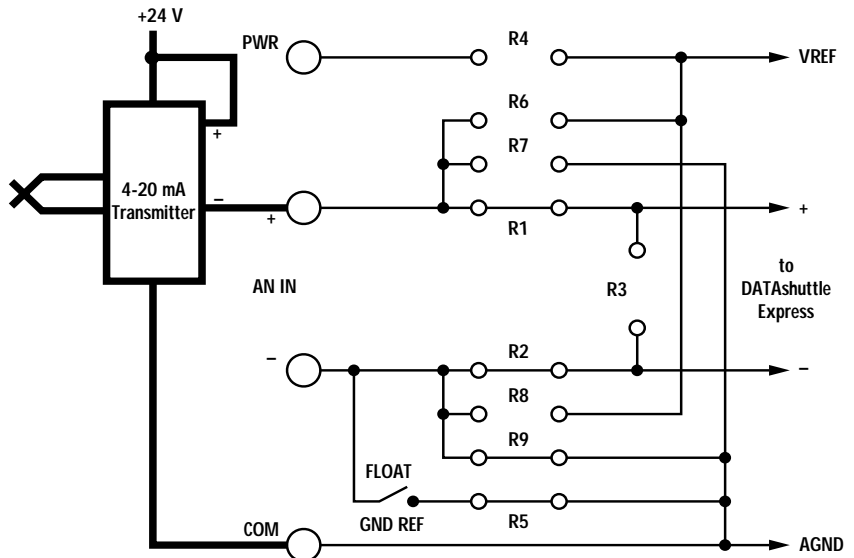 +24 V
PWR
R4
VREF
R6
+
R7
4-20 mA
Transmitter
–
+
R1
+
AN IN
R3
to
DATAshuttle
Express
–
R2
–
R8
R9
FLOAT
GND REF
R5
COM
AGND